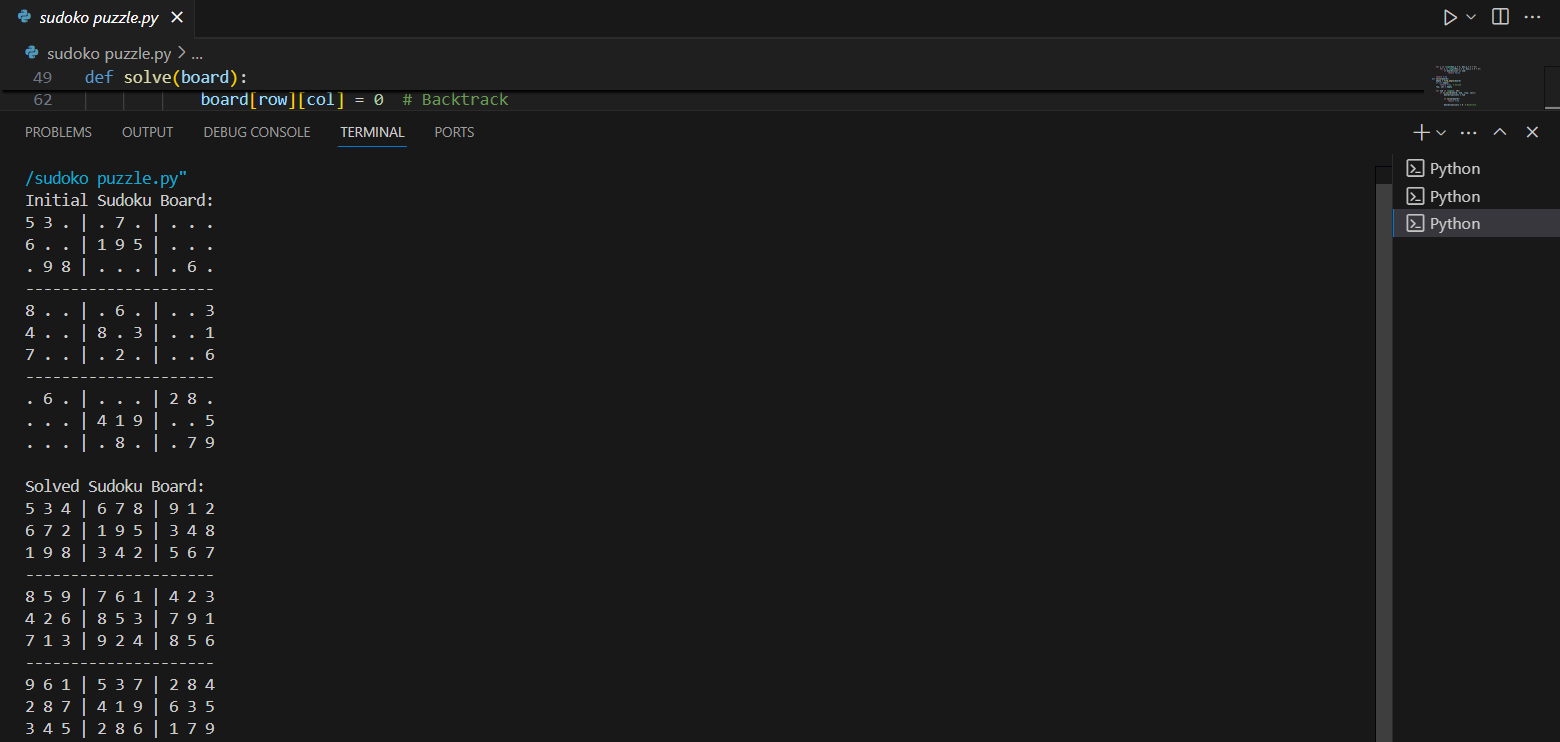 sudoko puzzle.py
sudoko puzzle.py > ...
49 def solve(board):
62 board[row][col] = 0 # Backtrack
PROBLEMS OUTPUT DEBUG CONSOLE TERMINAL PORTS
/sudoko puzzle.py"
Initial Sudoku Board:
5 3 . | . 7 . | . . .
6 . . | 1 9 5 | . . .
. 9 8 | . . . | . 6 .
---------------------
8 . . | . 6 . | . . 3
4 . . | 8 . 3 | . . 1
7 . . | . 2 . | . . 6
---------------------
. 6 . | . . . | 2 8 .
. . . | 4 1 9 | . . 5
. . . | . 8 . | . 7 9
Solved Sudoku Board:
5 3 4 | 6 7 8 | 9 1 2
6 7 2 | 1 9 5 | 3 4 8
1 9 8 | 3 4 2 | 5 6 7
---------------------
8 5 9 | 7 6 1 | 4 2 3
4 2 6 | 8 5 3 | 7 9 1
7 1 3 | 9 2 4 | 8 5 6
---------------------
9 6 1 | 5 3 7 | 2 8 4
2 8 7 | 4 1 9 | 6 3 5
3 4 5 | 2 8 6 | 1 7 9
Python
Python
Python